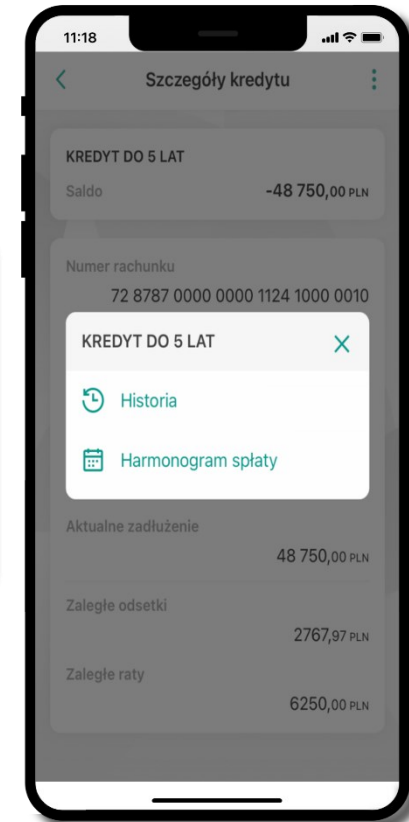 11:18
Szczegóły kredytu
KREDYT DO 5 LAT
Saldo -48 750,00 PLN
Numer rachunku
72 8787 0000 0000 1124 1000 0010
KREDYT DO 5 LAT
Historia
Harmonogram spłaty
Aktualne zadłużenie
48 750,00 PLN
Zaległe odsetki
2767,97 PLN
Zaległe raty
6250,00 PLN